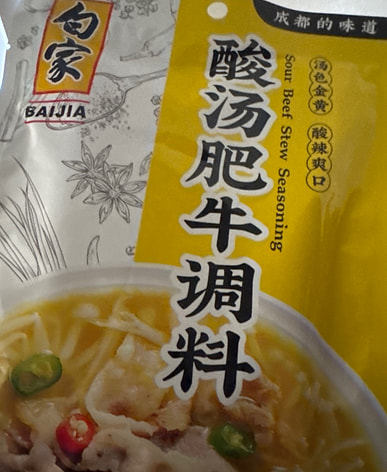 白家
BAIJIA
成都的味道
酸汤肥牛调料
Sour Beef Stew Seasoning
汤色金黄
酸辣爽口